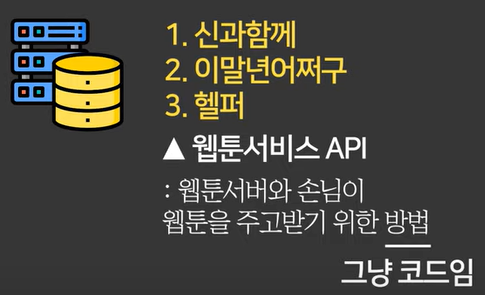 1. 신과함께
2. 이말년어쩌구
3. 헬퍼
▲ 웹툰서비스 API
: 웹툰서버와 손님이
웹툰을 주고받기 위한 방법
그냥 코드임